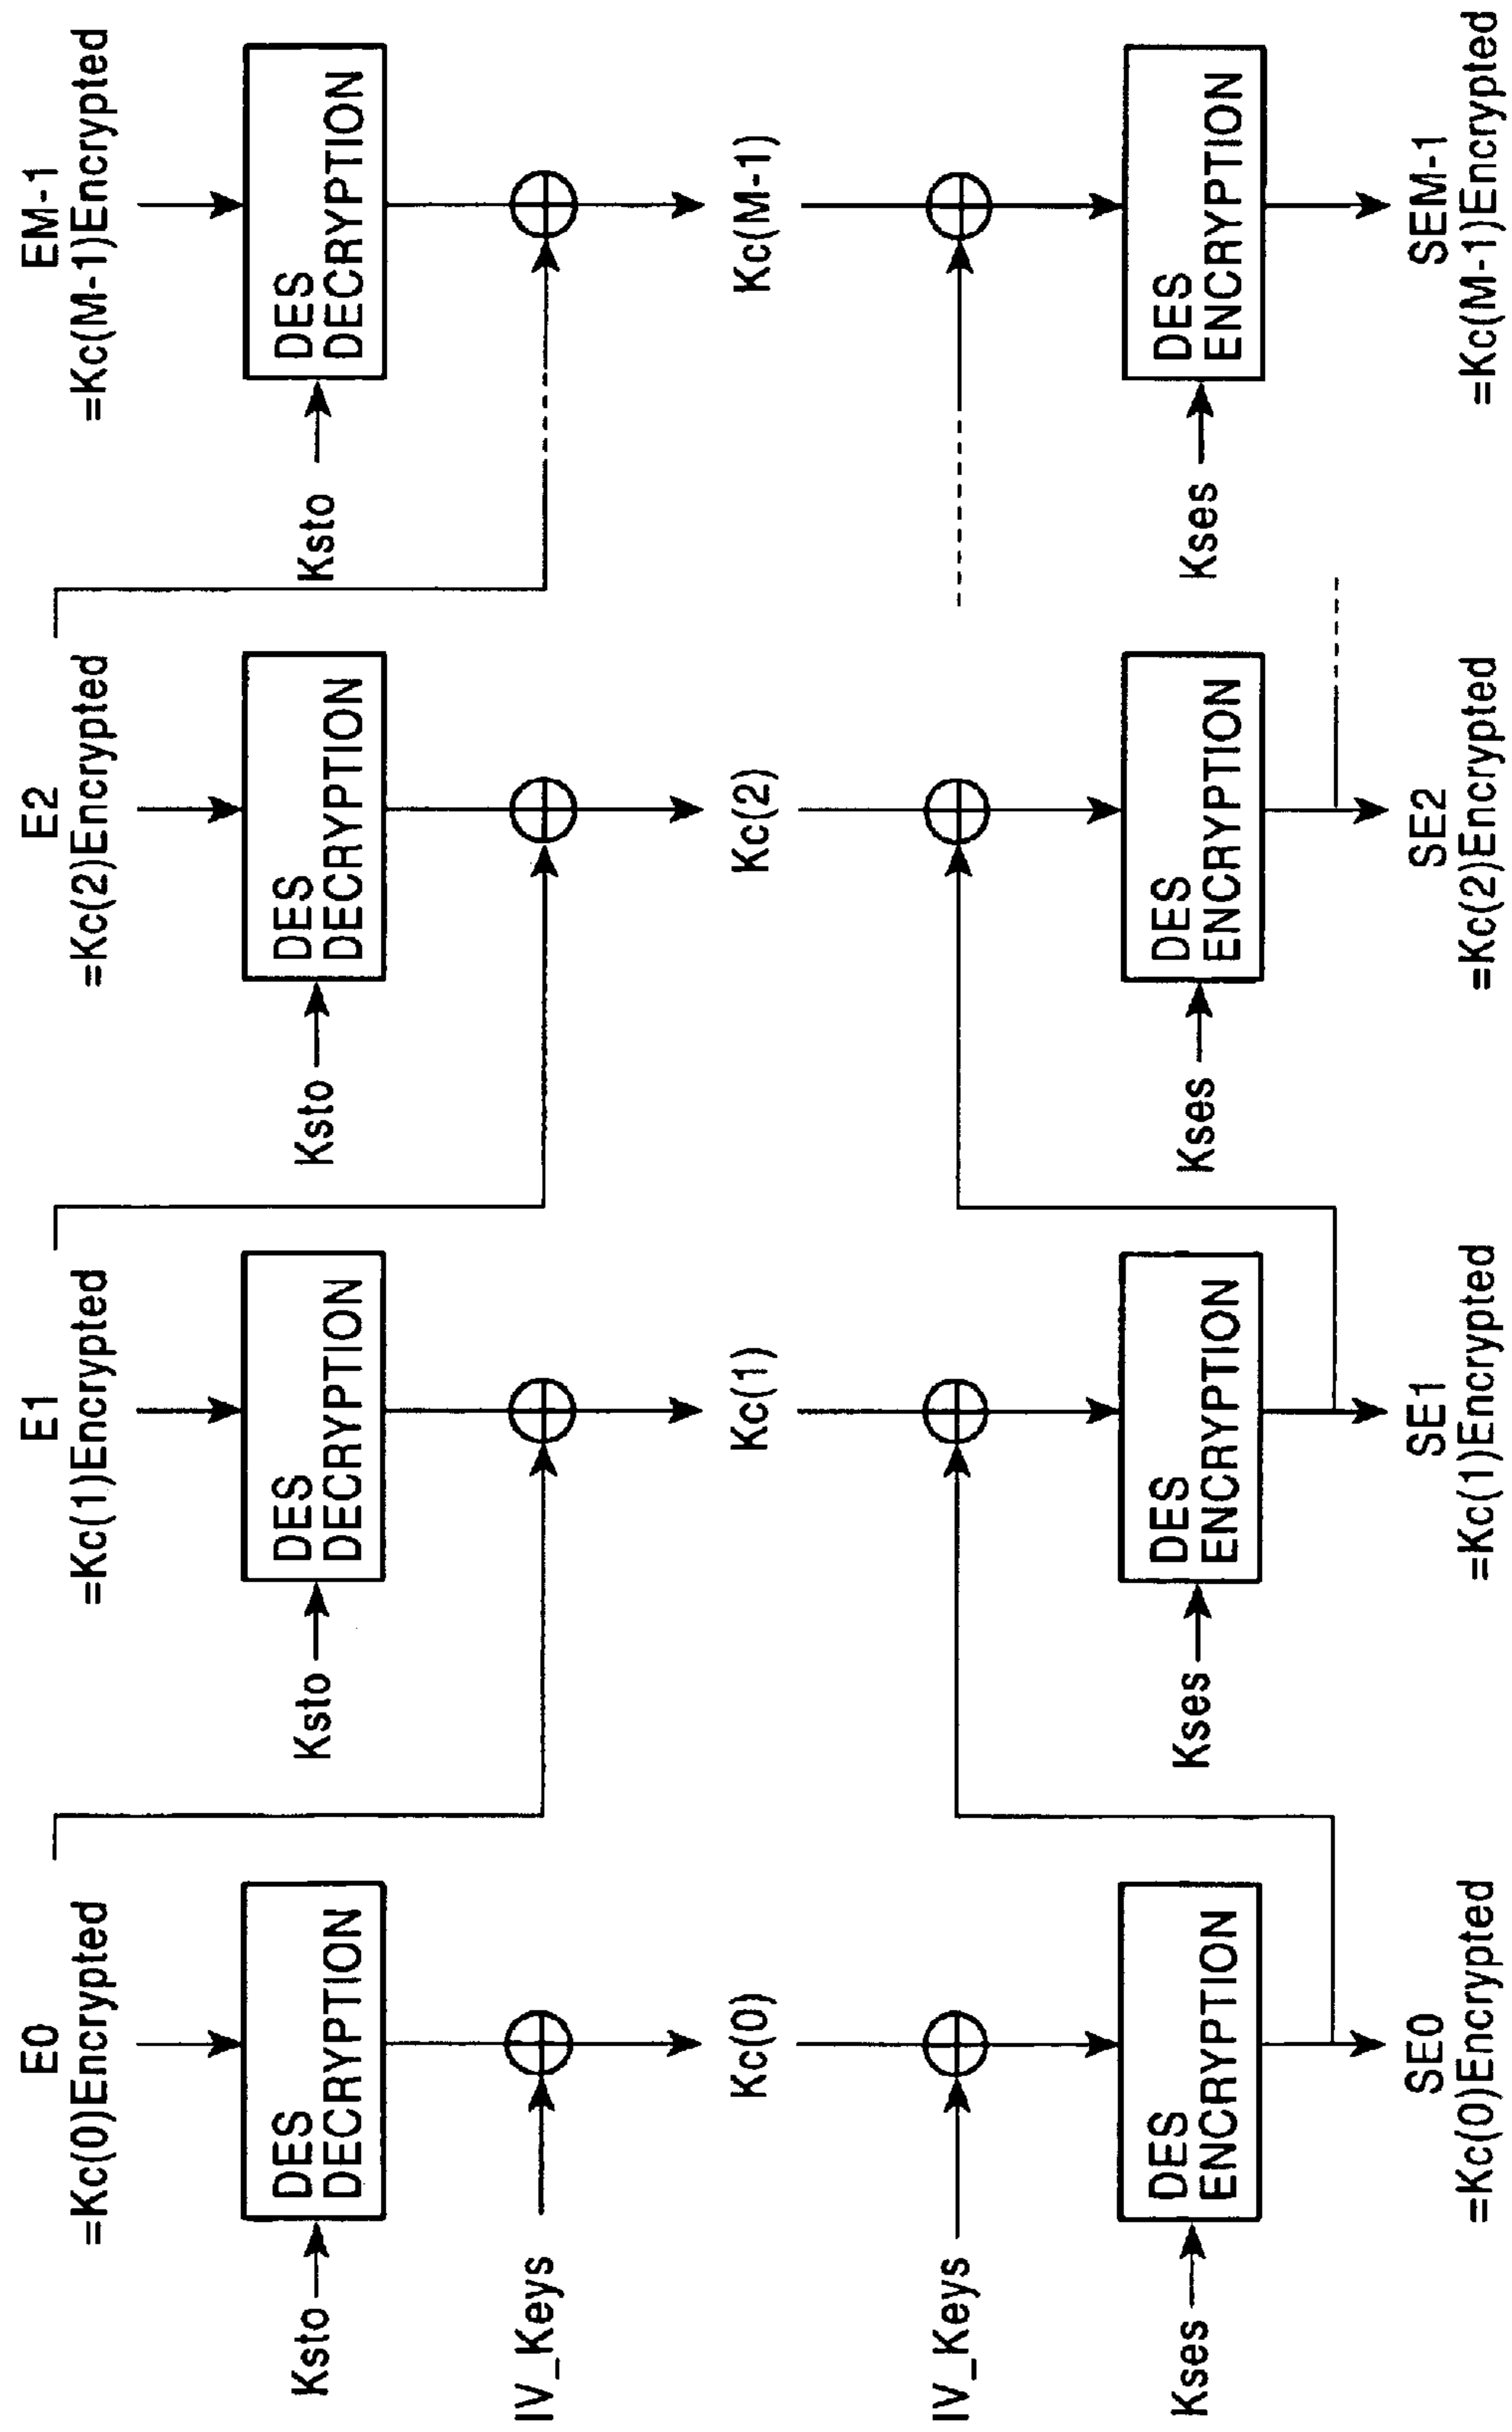 E0
=Kc(0)Encrypted
E1
=Kc(1)Encrypted
E2
=Kc(2)Encrypted
EM-1
=Kc(M-1)Encrypted
Ksto
DES
DECRYPTION
Ksto
DES
DECRYPTION
Ksto
DES
DECRYPTION
Ksto
DES
DECRYPTION
IV_Keys
Kc(0)
Kc(1)
Kc(2)
Kc(M-1)
IV_Keys
Kses
DES
ENCRYPTION
Kses
DES
ENCRYPTION
Kses
DES
ENCRYPTION
Kses
DES
ENCRYPTION
SE0
=Kc(0)Encrypted
SE1
=Kc(1)Encrypted
SE2
=Kc(2)Encrypted
SEM-1
=Kc(M-1)Encrypted